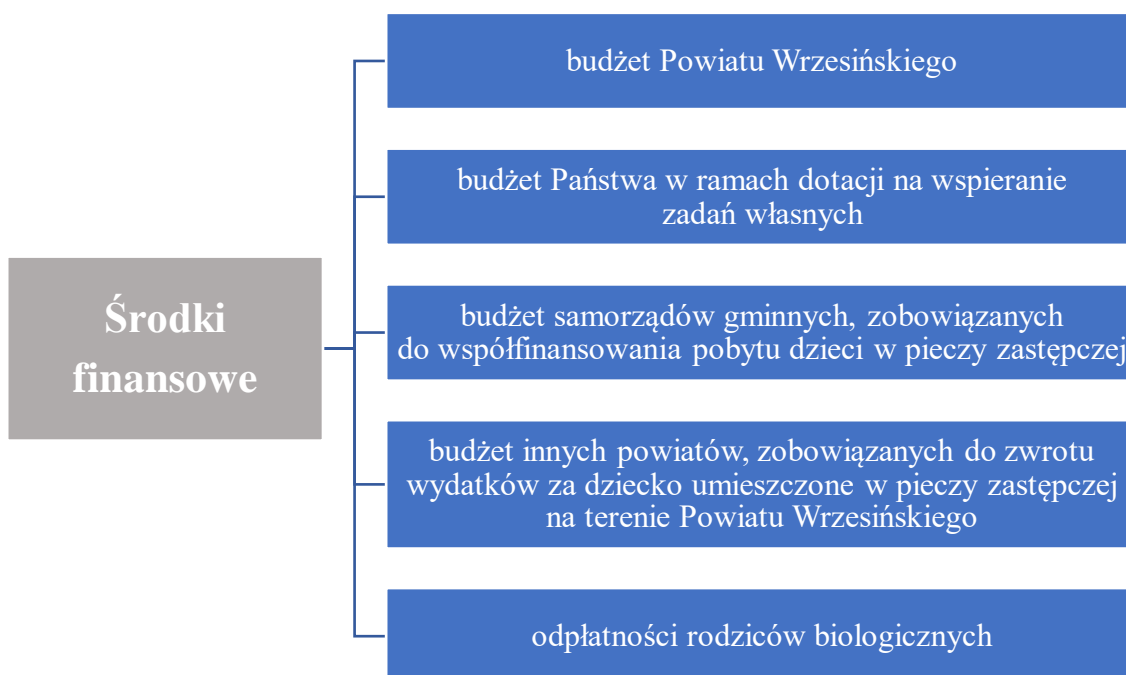 budżet Powiatu Wrzesińskiego
budżet Państwa w ramach dotacji na wspieranie
zadań własnych
Środki
finansowe
budżet samorządów gminnych, zobowiązanych
do współfinansowania pobytu dzieci w pieczy zastępczej
budżet innych powiatów, zobowiązanych do zwrotu
wydatków za dziecko umieszczone w pieczy zastępczej
na terenie Powiatu Wrzesińskiego
odpłatności rodziców biologicznych